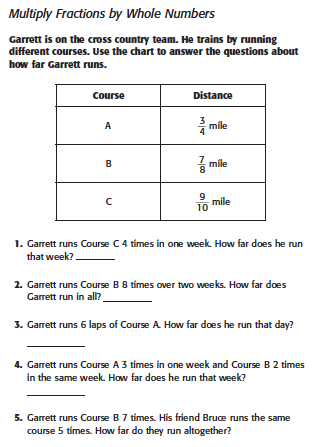 Multiply Fractions by Whole Numbers
Garrett is on the cross country team. He trains by running
different courses. Use the chart to answer the questions about
how far Garrett runs.
Course Distance
A 3/4 mile
B 7/8 mile
C 9/10 mile
1. Garrett runs Course C 4 times in one week. How far does he run
that week?
2. Garrett runs Course B 8 times over two weeks. How far does
Garrett run in all?
3. Garrett runs 6 laps of Course A. How far does he run that day?
4. Garrett runs Course A 3 times in one week and Course B 2 times
in the same week. How far does he run that week?
5. Garrett runs Course B 7 times. His friend Bruce runs the same
course 5 times. How far do they run altogether?